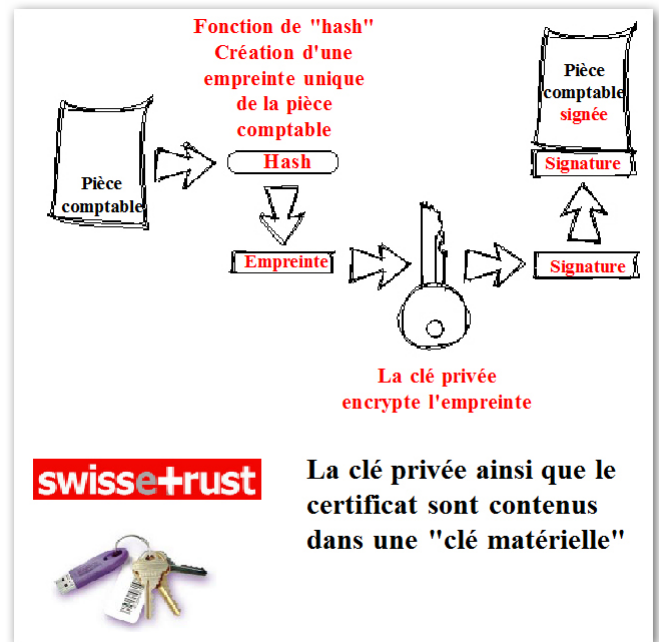 Fonction de "hash"
Création d'une
empreinte unique
de la pièce
comptable
Pièce
comptable
Hash
Empreinte
La clé privée
encrypte l'empreinte
Signature
Signature
Pièce
comptable
signée
swisse+rust
La clé privée ainsi que le
certificat sont contenus
dans une "clé matérielle"